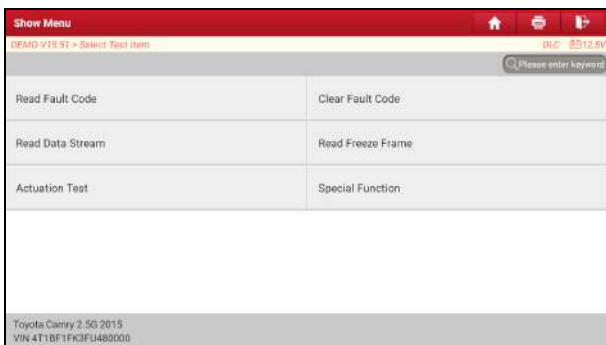 Show Menu
DEMO V15.51 > Select Test Item
DLC 12.5V
Please enter keyword
Read Fault Code
Clear Fault Code
Read Data Stream
Read Freeze Frame
Actuation Test
Special Function
Toyota Camry 2.5G 2015
VIN 4T1BF1FK3FU480000